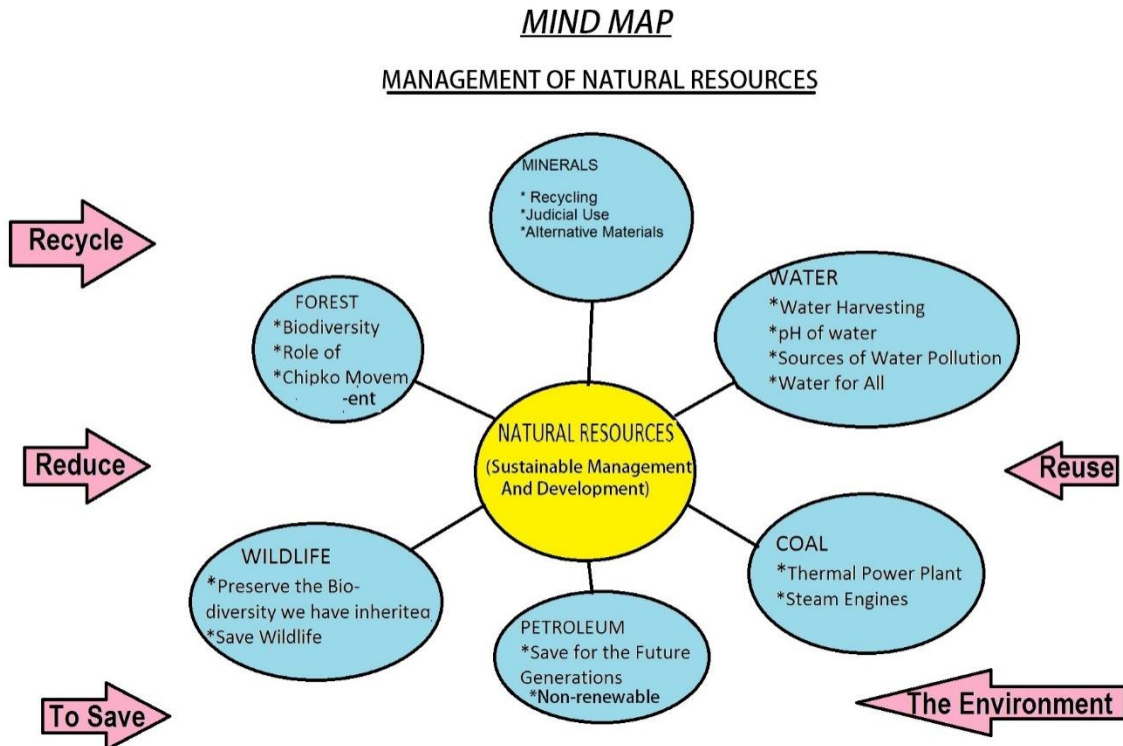 MIND MAP
MANAGEMENT OF NATURAL RESOURCES
MINERALS
* Recycling
*Judicial Use
*Alternative Materials
Recycle
WATER
*Water Harvesting
*pH of water
*Sources of Water Pollution
*Water for All
FOREST
*Biodiversity
*Role of
*Chipko Movem
-ent
NATURAL RESOURCES
(Sustainable Management
And Development)
Reduce
Reuse
WILDLIFE
*Preserve the Bio-
diversity we have inherited
*Save Wildlife
COAL
*Thermal Power Plant
*Steam Engines
PETROLEUM
*Save for the Future
Generations
*Non-renewable
To Save
The Environment